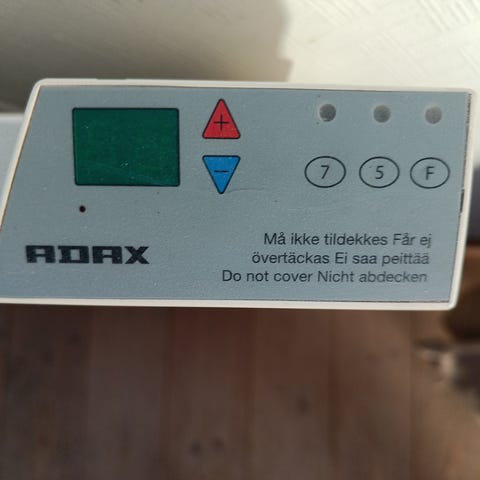 +
−
7 5 F
ADAX
Må ikke tildekkes Får ej
övertäckas Ei saa peittää
Do not cover Nicht abdecken